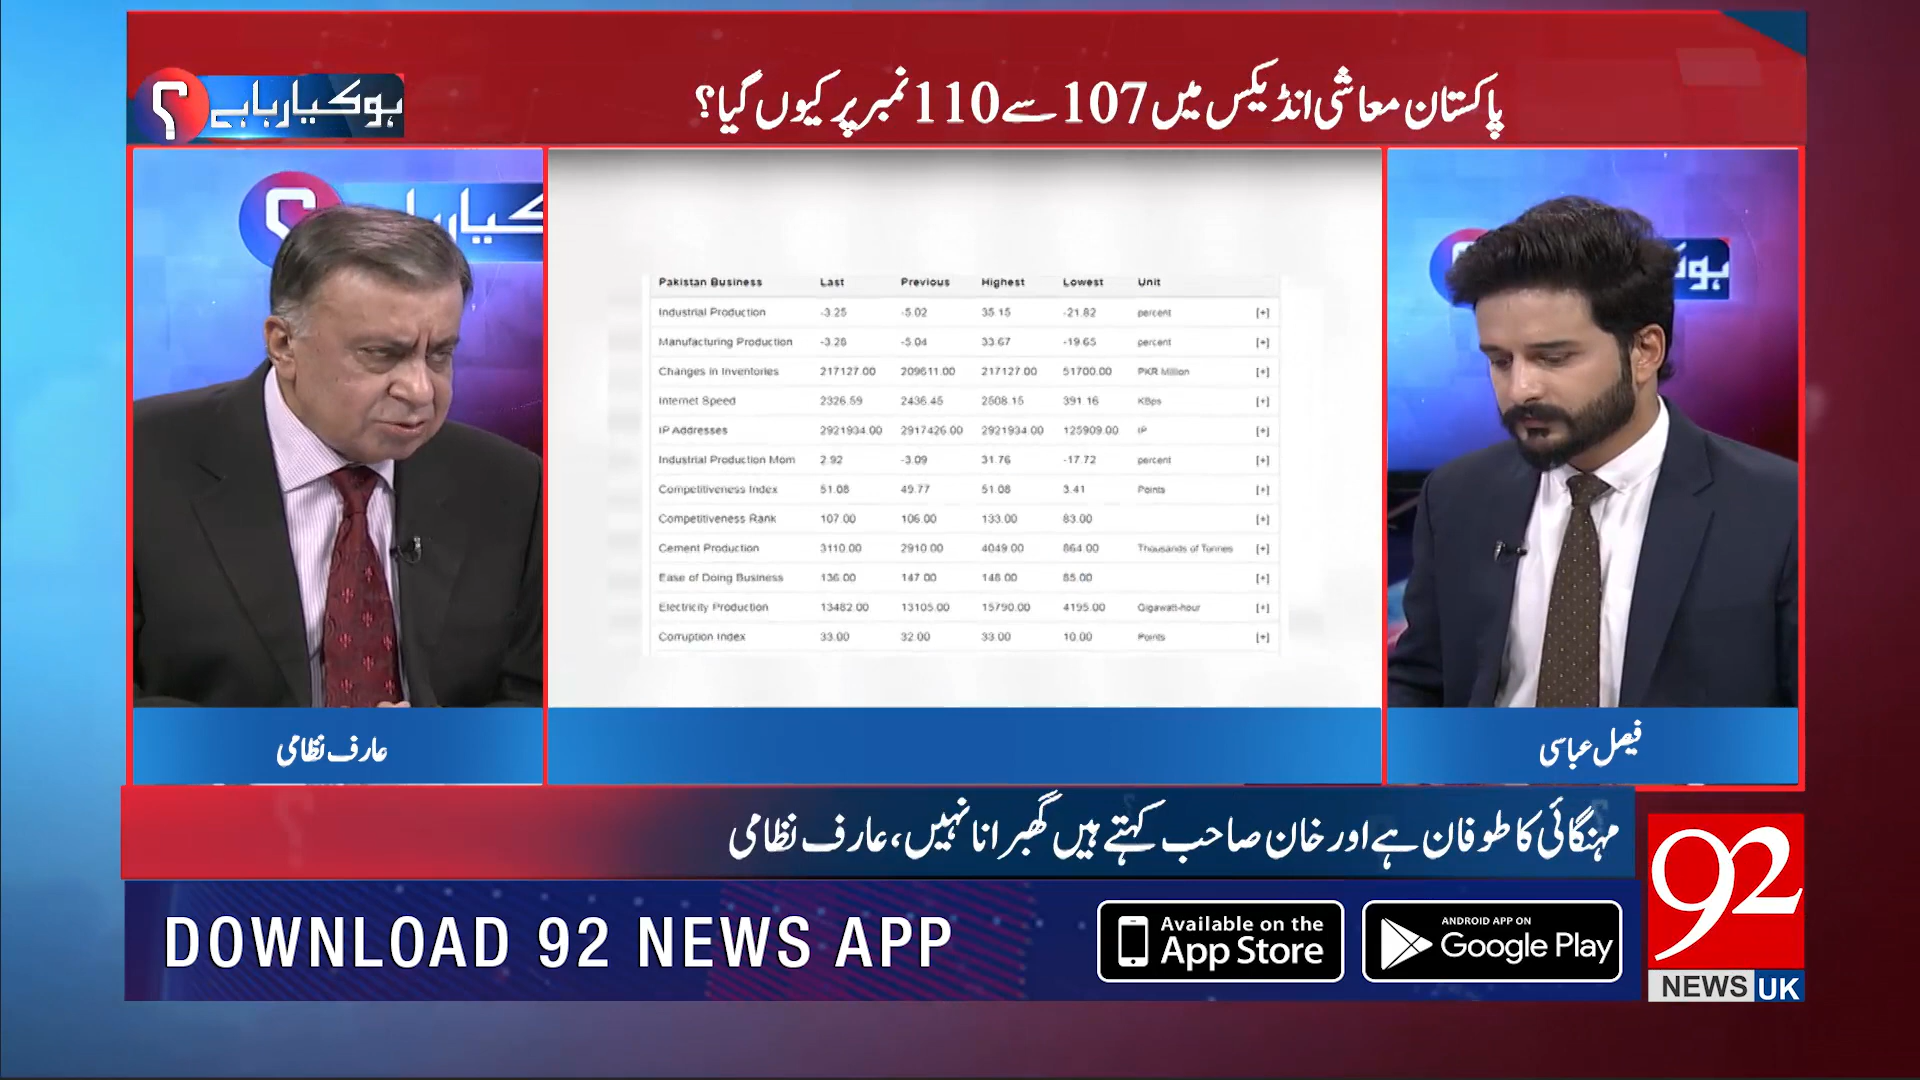 پاکستان معاشی انڈیکس میں 107 سے 110 نمبر پر کیوں گیا؟
ہو کیا رہا ہے ؟
Pakistan Business Last Previous Highest Lowest Unit
Industrial Production -3.25 -5.02 35.15 -21.82 percent [+]
Manufacturing Production -3.28 -5.04 33.67 -19.65 percent [+]
Changes in Inventories 217127.00 209611.00 217127.00 51700.00 PKR Million [+]
Internet Speed 2326.59 2436.45 2508.15 391.16 KBps [+]
IP Addresses 2921934.00 2917426.00 2921934.00 125909.00 IP [+]
Industrial Production Mom 2.92 -3.09 31.76 -17.72 percent [+]
Competitiveness Index 51.08 49.77 51.08 3.41 Points [+]
Competitiveness Rank 107.00 106.00 133.00 83.00 [+]
Cement Production 3110.00 2910.00 4049.00 864.00 Thousands of Tonnes [+]
Ease of Doing Business 136.00 147.00 148.00 85.00 [+]
Electricity Production 13482.00 13105.00 15790.00 4195.00 Gigawatt-hour [+]
Corruption Index 33.00 32.00 33.00 10.00 Points [+]
عارف نظامی
فیصل عباسی
مہنگائی کا طوفان ہے اور خان صاحب کہتے ہیں گھبرانا نہیں، عارف نظامی
DOWNLOAD 92 NEWS APP
Available on the
App Store
ANDROID APP ON
Google Play
92
NEWS UK